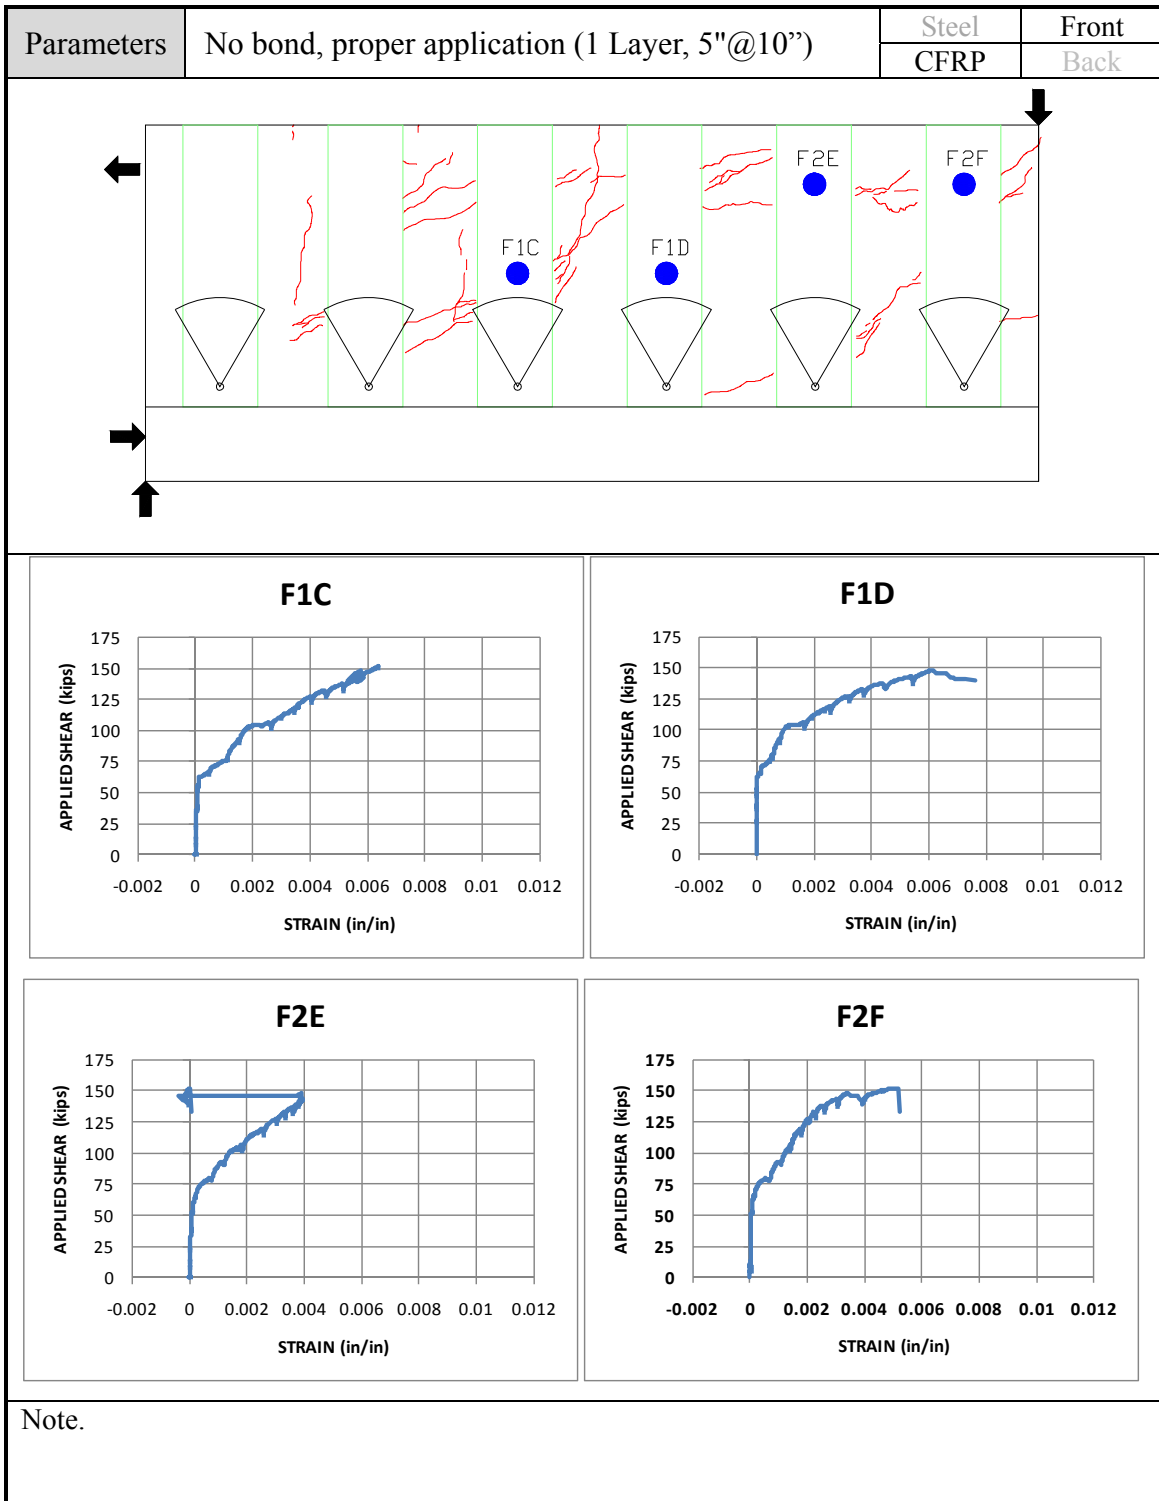 Parameters
No bond, proper application (1 Layer, 5"@10”)
Steel
Front
CFRP
Back
F2E
F2F
F1C
F1D
F1C
175
150
125
100
75
50
25
0
APPLIED SHEAR (kips)
-0.002 0 0.002 0.004 0.006 0.008 0.01 0.012
STRAIN (in/in)
F1D
175
150
125
100
75
50
25
0
APPLIED SHEAR (kips)
-0.002 0 0.002 0.004 0.006 0.008 0.01 0.012
STRAIN (in/in)
F2E
175
150
125
100
75
50
25
0
APPLIED SHEAR (kips)
-0.002 0 0.002 0.004 0.006 0.008 0.01 0.012
STRAIN (in/in)
F2F
175
150
125
100
75
50
25
0
APPLIED SHEAR (kips)
-0.002 0 0.002 0.004 0.006 0.008 0.01 0.012
STRAIN (in/in)
Note.